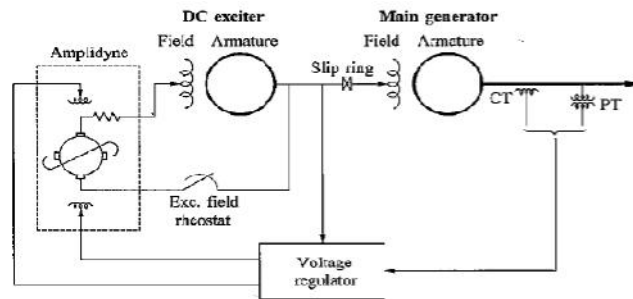 DC exciter
Main generator
Field
Armature
Field
Armature
Amplidyne
Slip ring
CT
PT
Exc. field
rheostat
Voltage
regulator